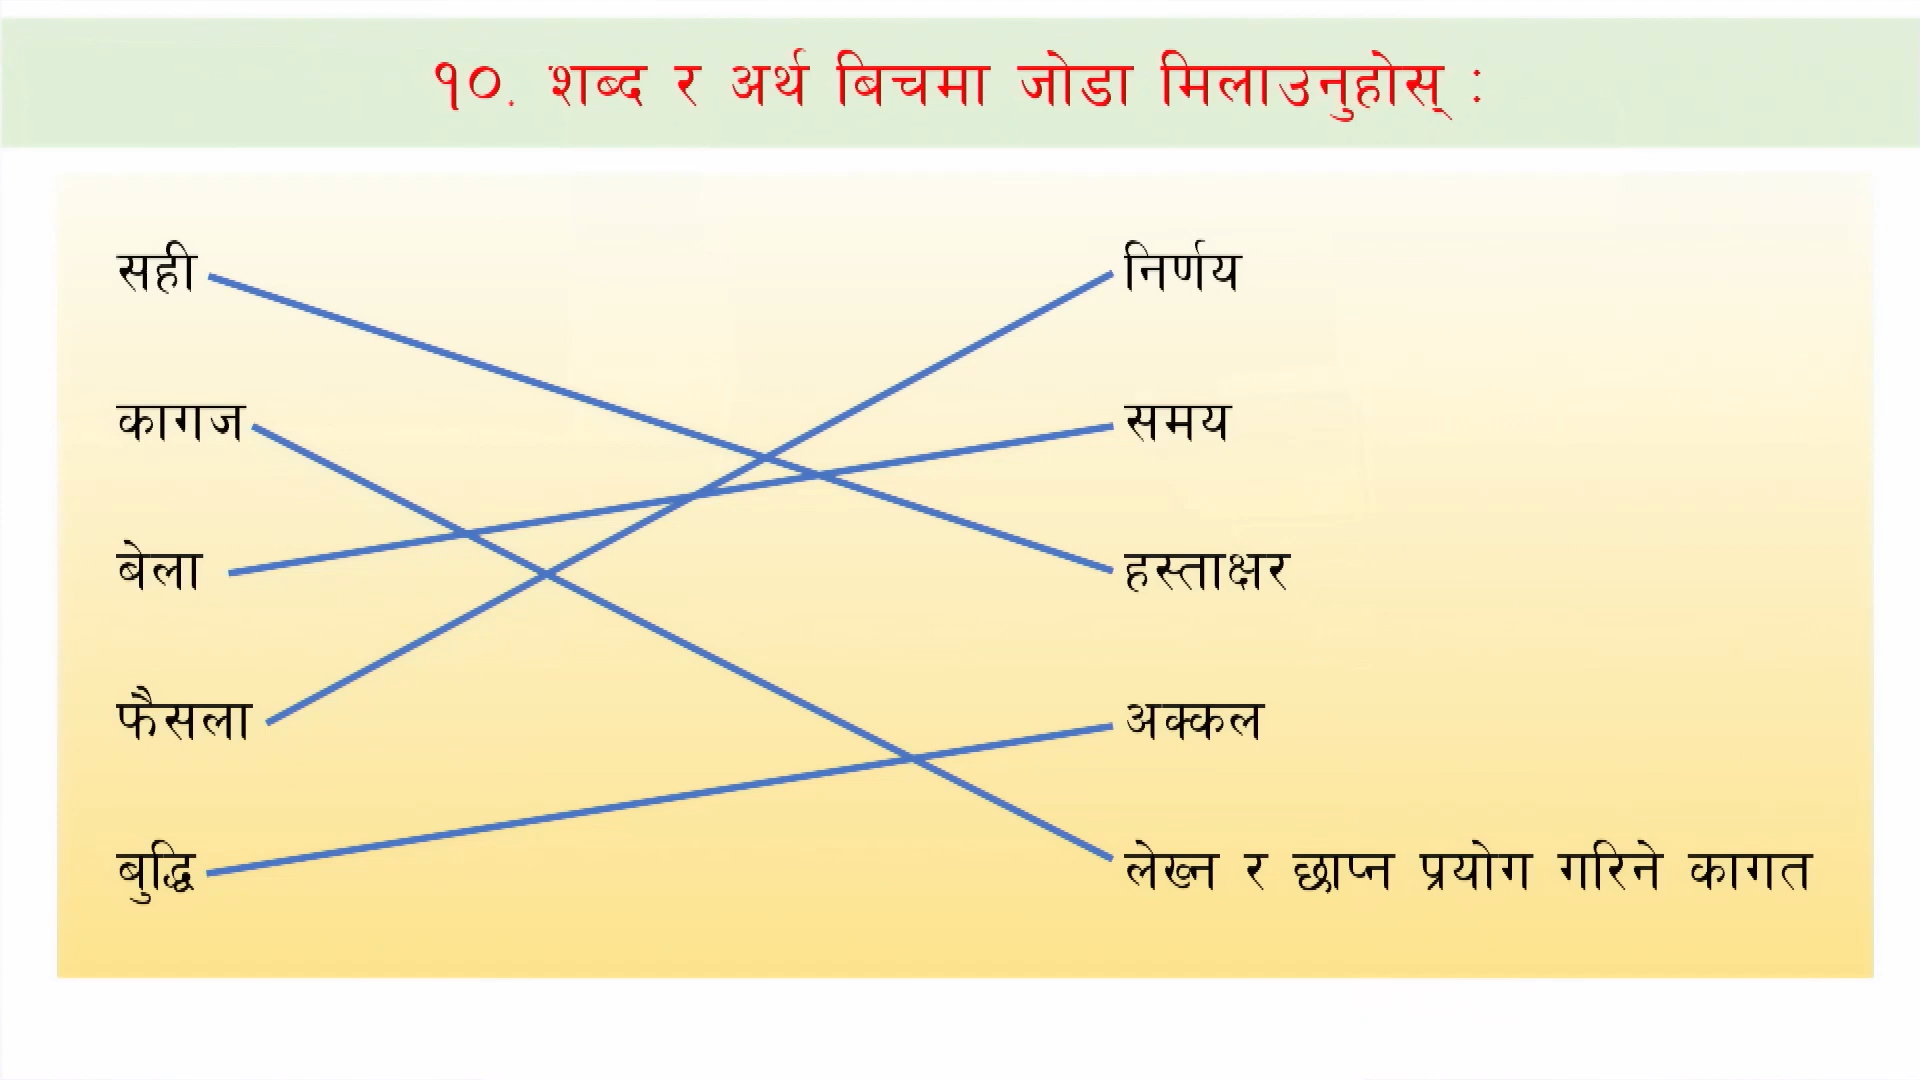 १०. शब्द र अर्थ बिचमा जोडा मिलाउनुहोस् :
सही
निर्णय
कागज
समय
बेला
हस्ताक्षर
फैसला
अक्कल
बुद्धि
लेख्न र छाप्न प्रयोग गरिने कागत